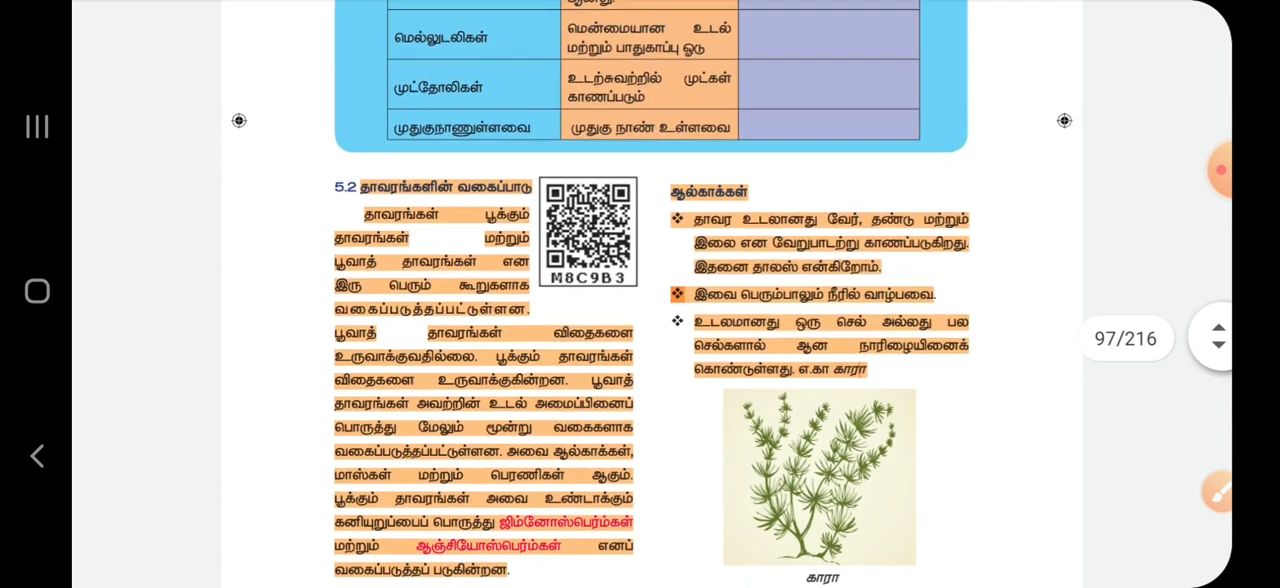 மெல்லுடலிகள்
மென்மையான உடல்
மற்றும் பாதுகாப்பு ஓடு
முட்தோலிகள்
உடற்சுவற்றில் முட்கள்
காணப்படும்
முதுகுநாணுள்ளவை
முதுகு நாண் உள்ளவை
5.2 தாவரங்களின் வகைப்பாடு
தாவரங்கள் பூக்கும்
தாவரங்கள் மற்றும்
பூவாத் தாவரங்கள் என
இரு பெரும் கூறுகளாக
வகைப்படுத்தப்பட்டுள்ளன.
பூவாத் தாவரங்கள் விதைகளை
உருவாக்குவதில்லை. பூக்கும் தாவரங்கள்
விதைகளை உருவாக்குகின்றன. பூவாத்
தாவரங்கள் அவற்றின் உடல் அமைப்பினைப்
பொருத்து மேலும் மூன்று வகைகளாக
வகைப்படுத்தப்பட்டுள்ளன. அவை ஆல்காக்கள்,
மாஸ்கள் மற்றும் பெரணிகள் ஆகும்.
பூக்கும் தாவரங்கள் அவை உண்டாக்கும்
கனியுறுப்பைப் பொருத்து ஜிம்னோஸ்பெர்ம்கள்
மற்றும் ஆஞ்சியோஸ்பெர்ம்கள் எனப்
வகைப்படுத்தப் படுகின்றன.
M8C9B3
ஆல்காக்கள்
❖ தாவர உடலானது வேர், தண்டு மற்றும்
இலை என வேறுபாடற்று காணப்படுகிறது.
இதனை தாலஸ் என்கிறோம்.
❖ இவை பெரும்பாலும் நீரில் வாழ்பவை.
❖ உடலமானது ஒரு செல் அல்லது பல
செல்களால் ஆன நாரிழையினைக்
கொண்டுள்ளது. எ.கா காரா
காரா
97/216